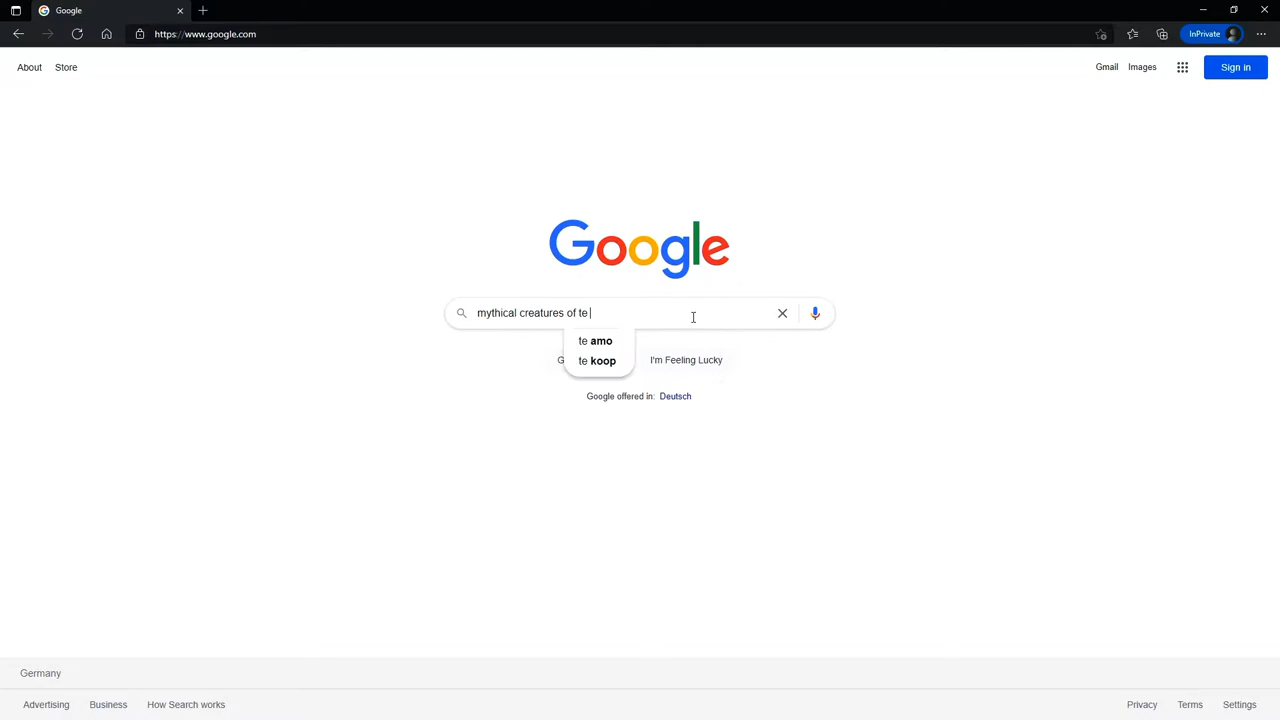 Google
https://www.google.com
InPrivate
About Store
Gmail Images
Sign in
Google
mythical creatures of te
te amo
te koop
G
I'm Feeling Lucky
Google offered in: Deutsch
Germany
Advertising Business How Search works
Privacy Terms Settings